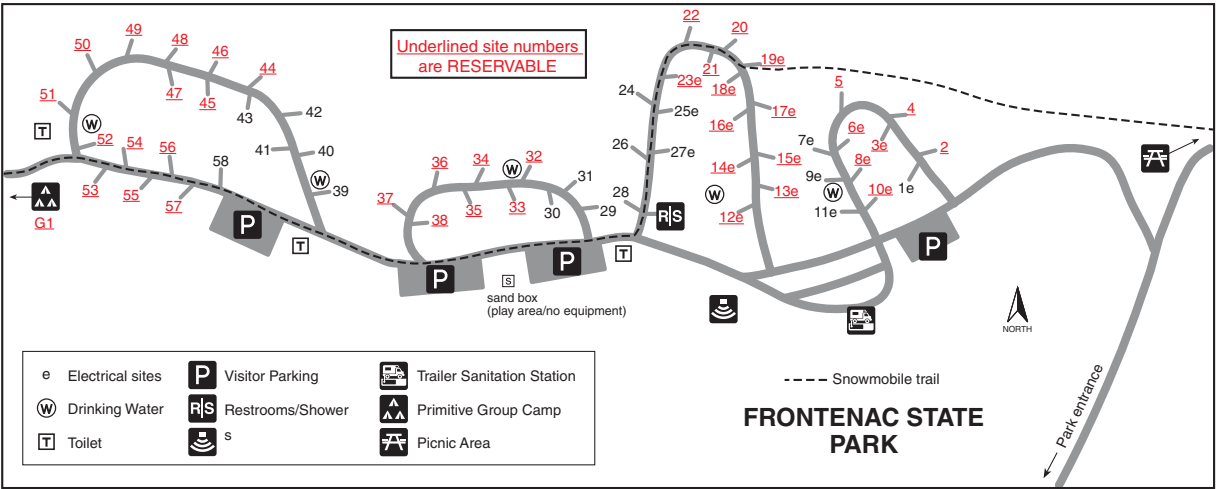 Underlined site numbers
are RESERVABLE
49
50
48
46
44
47
45
43
42
51
52
54
56
58
53
55
57
41
40
39
T
W
W
G1
P
T
36
34
32
W
37
38
35
33
30
31
29
P
P
T
S
sand box
(play area/no equipment)
22
20
21
19e
23e
18e
24
25e
17e
16e
26
27e
14e
15e
13e
W
12e
28
R|S
5
4
6e
3e
7e
2
8e
9e
W
10e
1e
11e
P
NORTH
e Electrical sites
P Visitor Parking
Trailer Sanitation Station
W Drinking Water
R|S Restrooms/Shower
Primitive Group Camp
T Toilet
s
Picnic Area
Snowmobile trail
FRONTENAC STATE
PARK
Park entrance